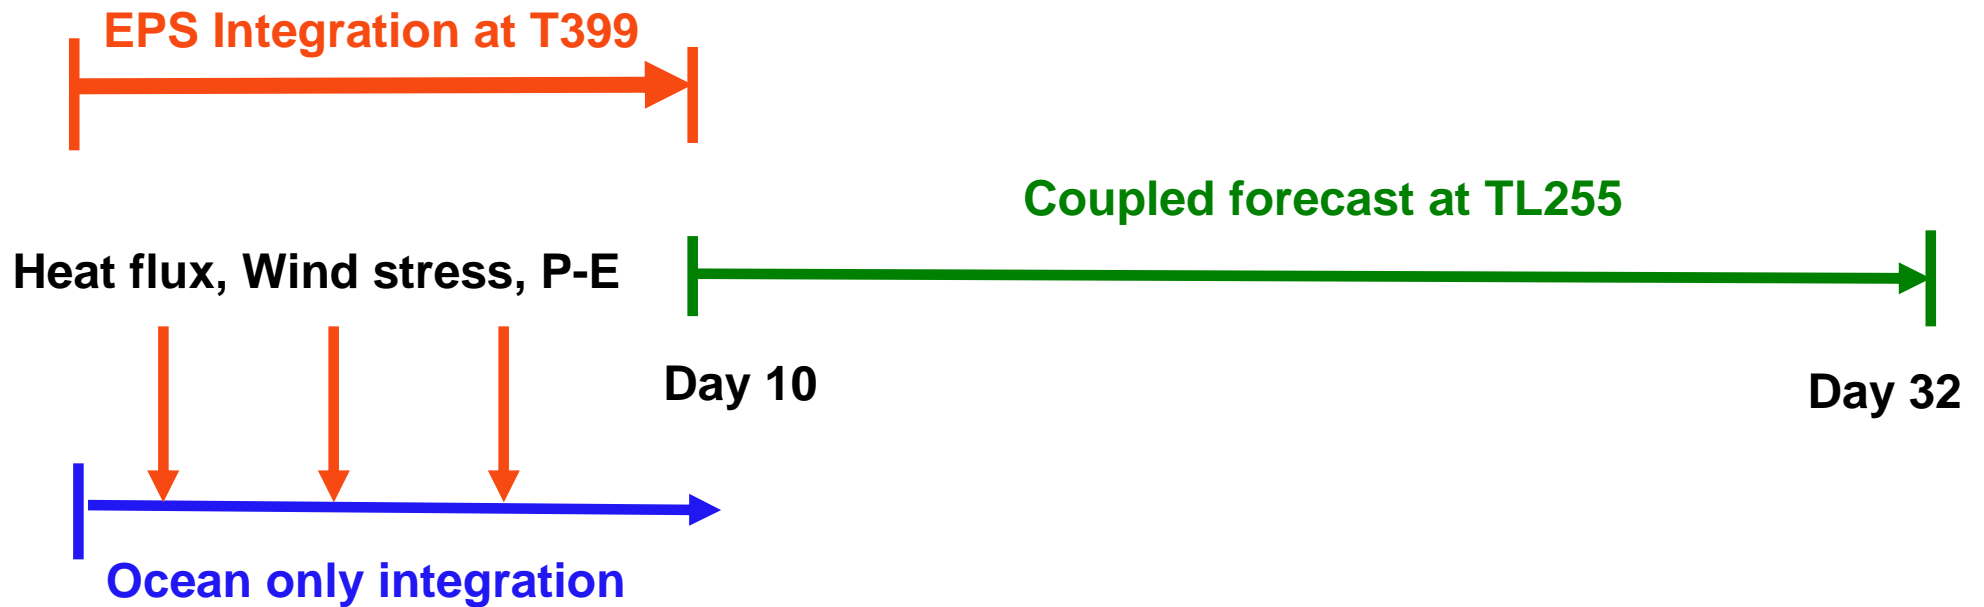 EPS Integration at T399
Coupled forecast at TL255
Heat flux, Wind stress, P-E
Day 10
Day 32
Ocean only integration